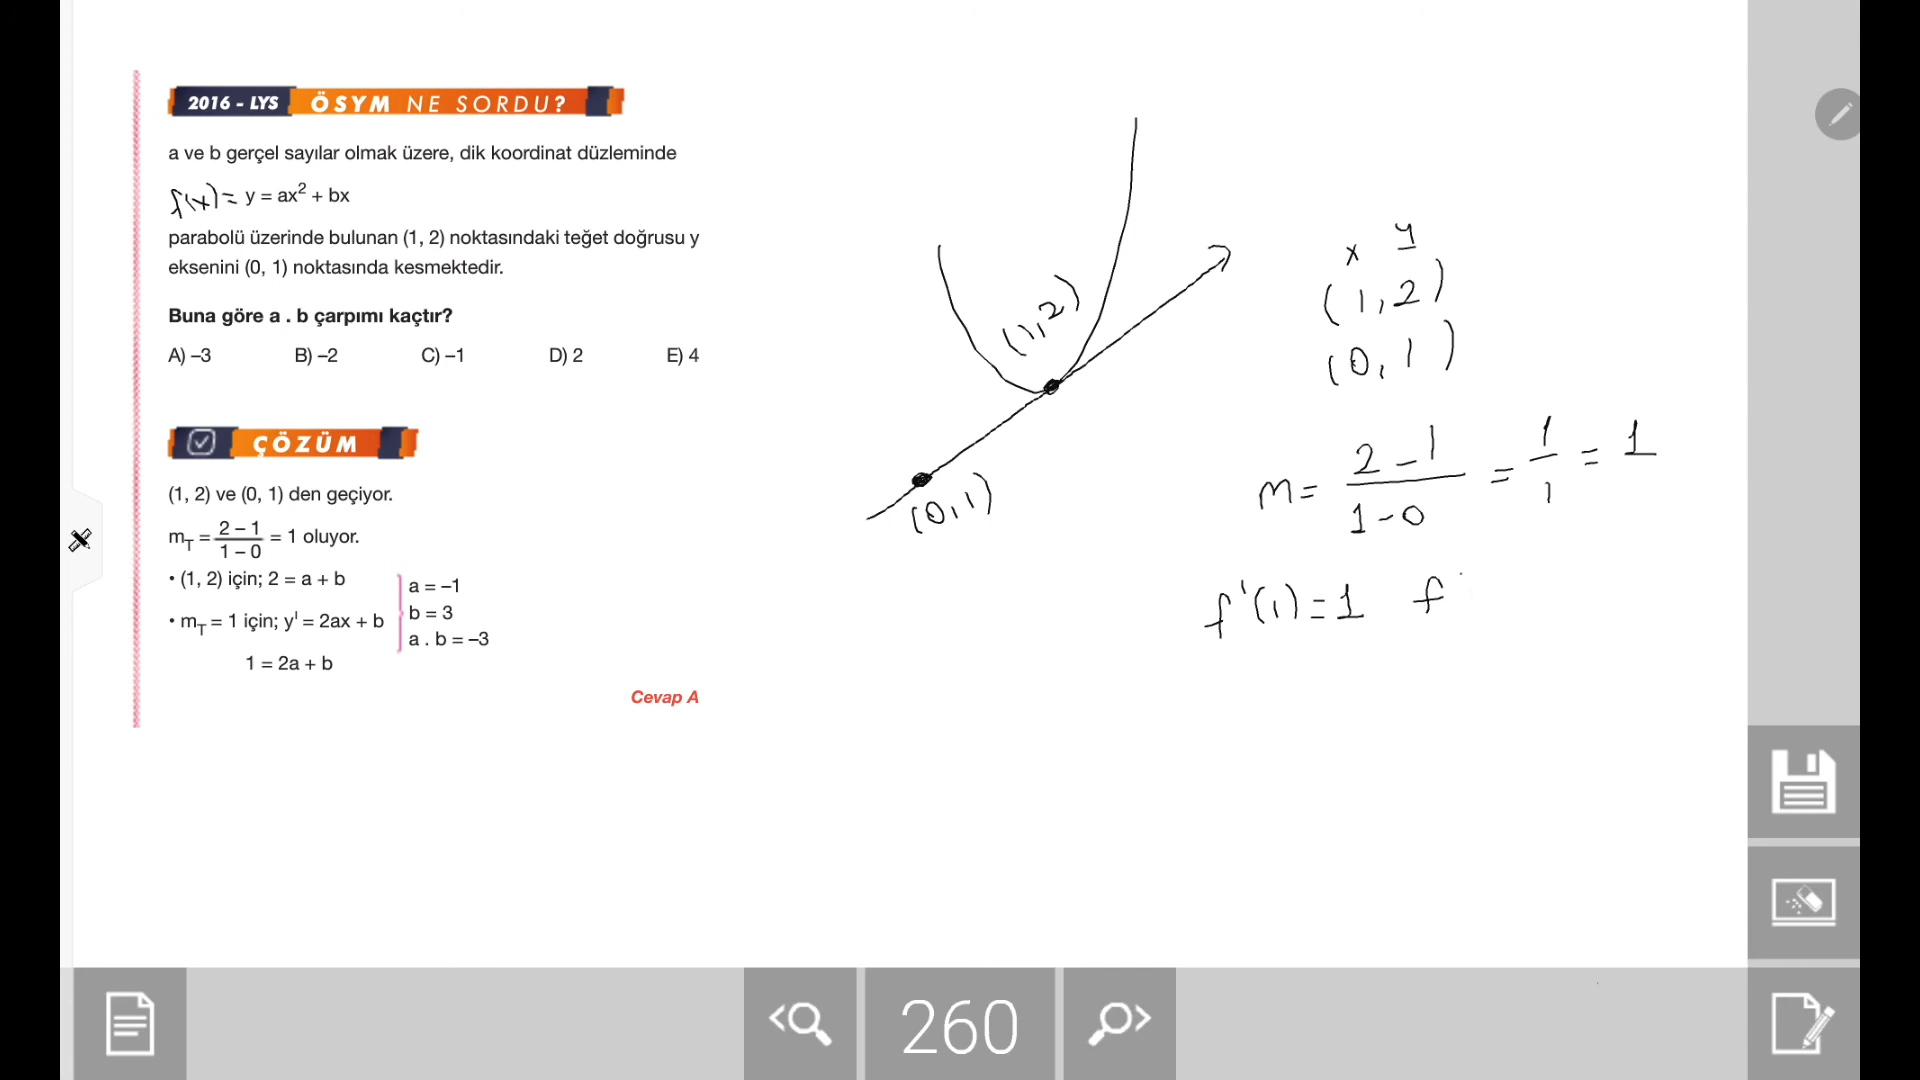 2016 - LYS ÖSYM NE SORDU?
a ve b gerçel sayılar olmak üzere, dik koordinat düzleminde
f(x) = y = ax² + bx
parabolü üzerinde bulunan (1, 2) noktasındaki teğet doğrusu y
eksenini (0, 1) noktasında kesmektedir.
Buna göre a . b çarpımı kaçtır?
A) –3 B) –2 C) –1 D) 2 E) 4
ÇÖZÜM
(1, 2) ve (0, 1) den geçiyor.
m_T = (2 – 1)/(1 – 0) = 1 oluyor.
• (1, 2) için; 2 = a + b
• m_T = 1 için; y' = 2ax + b
1 = 2a + b
a = –1
b = 3
a . b = –3
Cevap A
(1,2)
(0,1)
x y
(1,2)
(0,1)
m = (2-1)/(1-0) = 1/1 = 1
f'(1) = 1 f
260